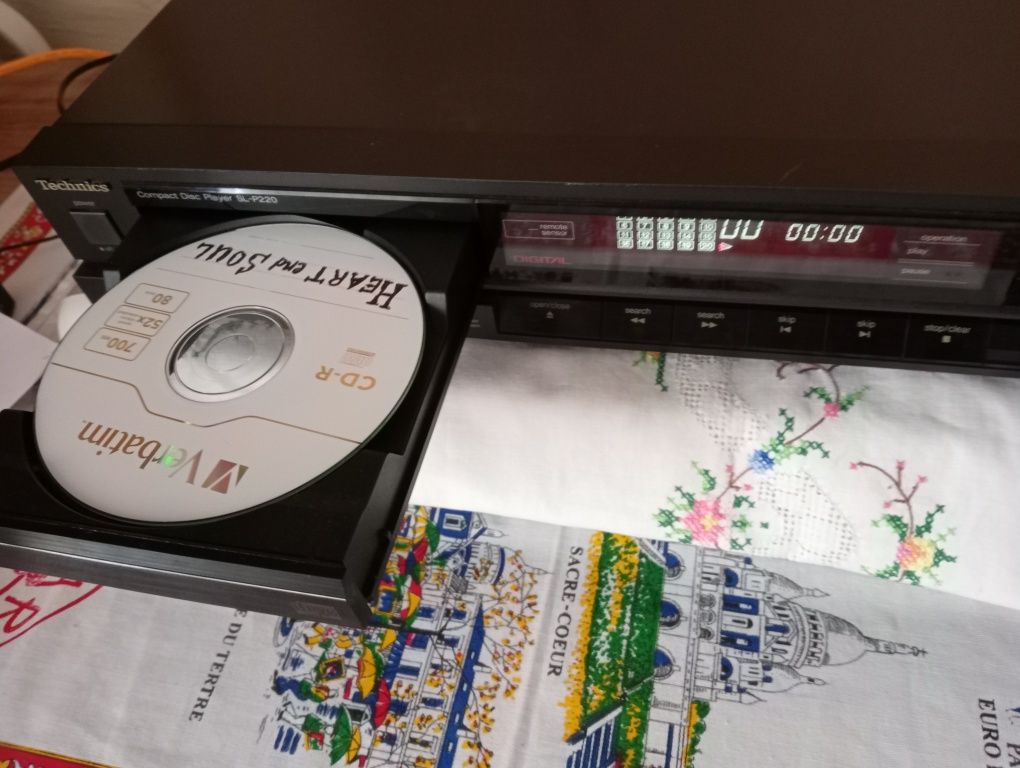 Technics
Compact Disc Player SL-P220
power
remote
sensor
DIGITAL
00:00
operation
play
pause
open/close
search
search
skip
skip
stop/clear
HEART and SOUL
80
52x
700
CD-R
Verbatim
SACRE-COEUR
DU TERTRE
EURO